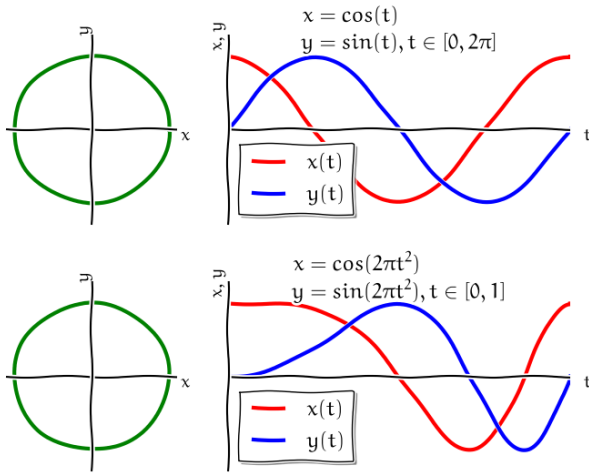 x = cos(t)
y = sin(t), t ∈ [0, 2π]
y
x
x, y
t
x(t)
y(t)
x = cos(2πt²)
y = sin(2πt²), t ∈ [0, 1]
y
x
x, y
t
x(t)
y(t)